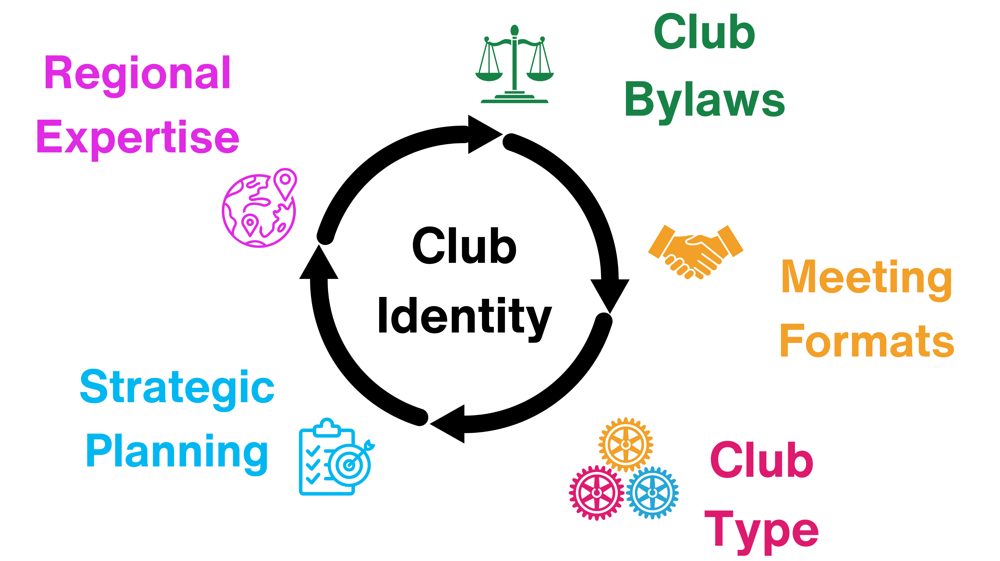 Club
Bylaws
Regional
Expertise
Club
Identity
Meeting
Formats
Strategic
Planning
Club
Type